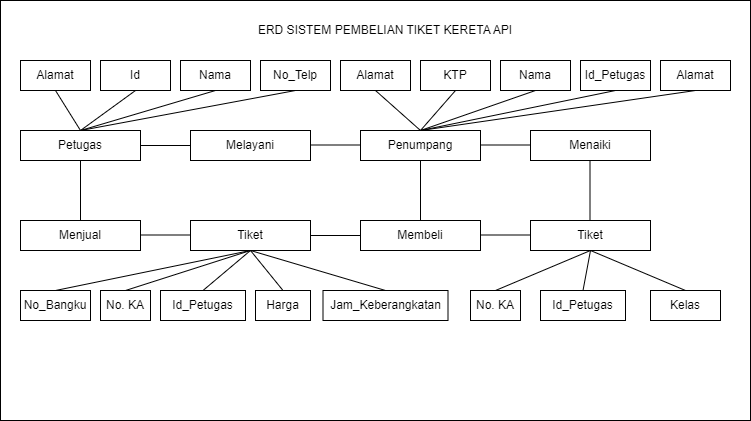 ERD SISTEM PEMBELIAN TIKET KERETA API
Alamat Id Nama No_Telp Alamat KTP Nama Id_Petugas Alamat
Petugas Melayani Penumpang Menaiki
Menjual Tiket Membeli Tiket
No_Bangku No. KA Id_Petugas Harga Jam_Keberangkatan No. KA Id_Petugas Kelas